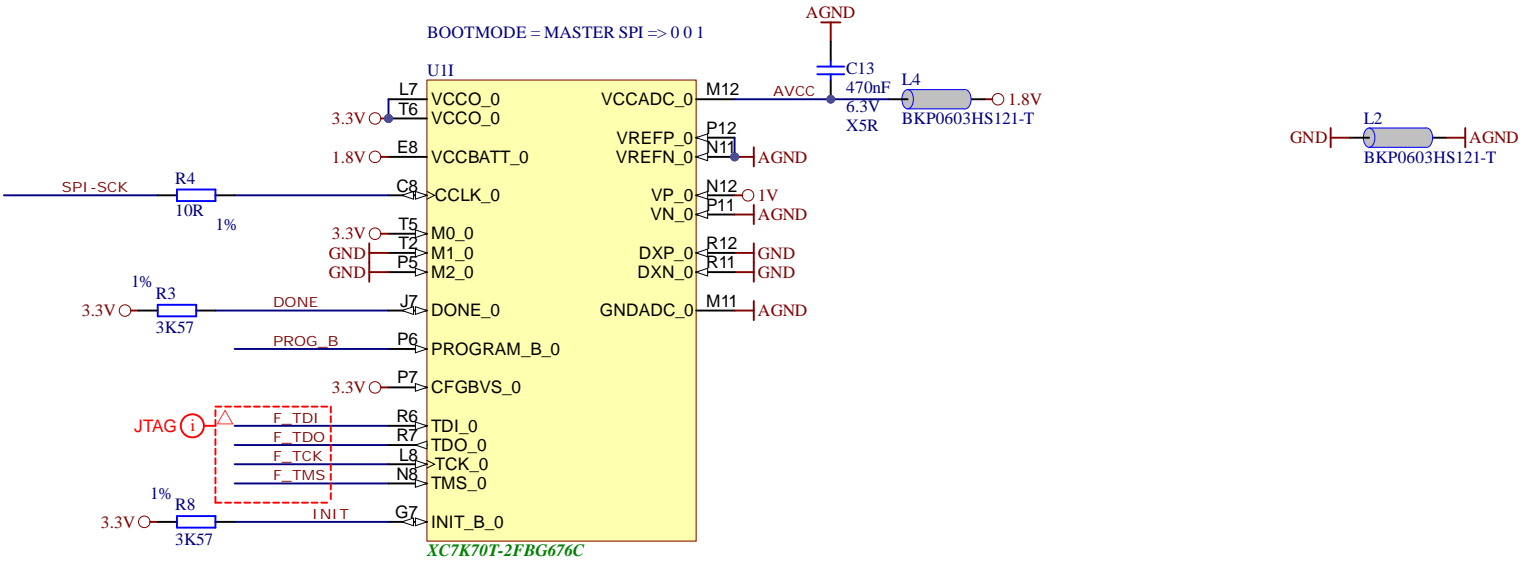 AGND
BOOTMODE = MASTER SPI => 0 0 1
U1I
C13
470nF
6.3V
X5R
L7
VCCO_0
T6
VCCO_0
3.3V
VCCADC_0
M12
AVCC
L4
1.8V
BKP0603HS121-T
L2
GND
AGND
BKP0603HS121-T
VREFP_0
P12
1.8V
E8
VCCBATT_0
VREFN_0
N11
AGND
SPI-SCK
R4
10R
1%
C8
CCLK_0
VP_0
N12
1V
VN_0
P11
AGND
3.3V
T5
M0_0
GND
T2
M1_0
GND
P5
M2_0
DXP_0
R12
GND
DXN_0
R11
GND
1%
R3
3.3V
3K57
DONE
J7
DONE_0
GNDADC_0
M11
AGND
PROG_B
P6
PROGRAM_B_0
3.3V
P7
CFGBVS_0
JTAG
i
F_TDI
R6
TDI_0
F_TDO
R7
TDO_0
F_TCK
L8
TCK_0
F_TMS
N8
TMS_0
1%
R8
3.3V
3K57
INIT
G7
INIT_B_0
XC7K70T-2FBG676C